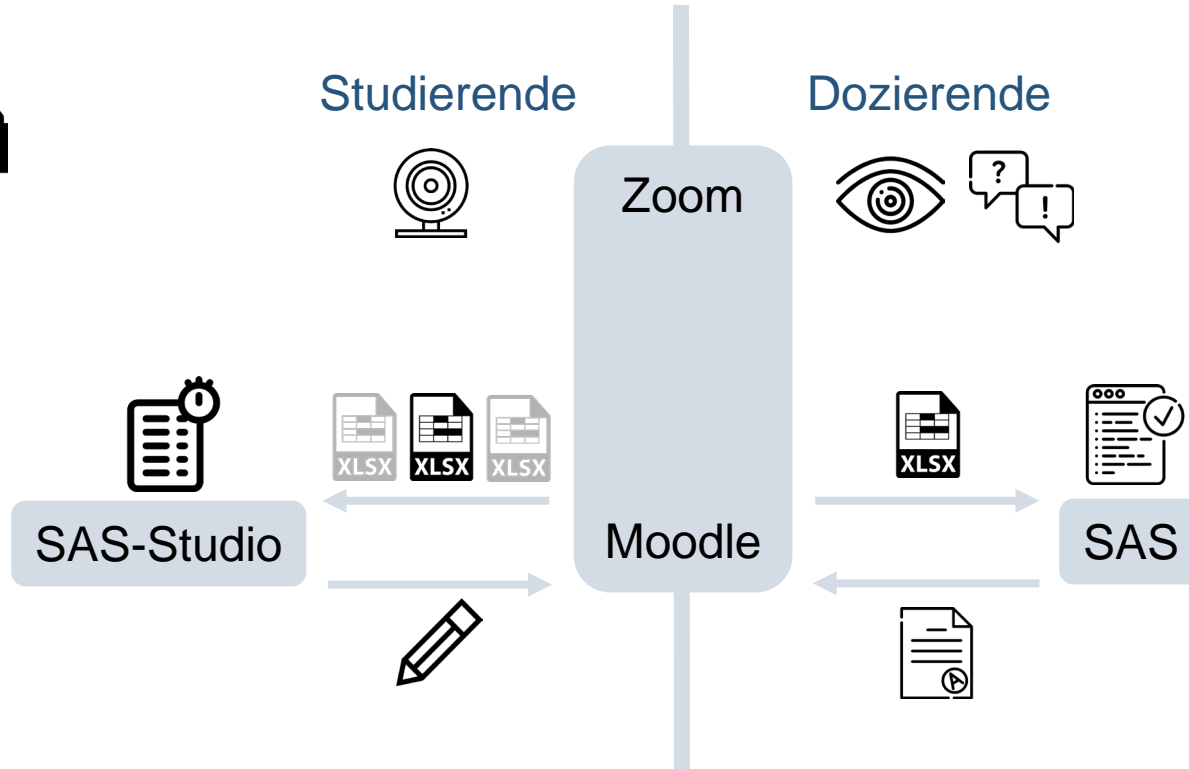 Studierende
Dozierende
Zoom
?
!
XLSX
XLSX
XLSX
XLSX
SAS-Studio
Moodle
SAS
A